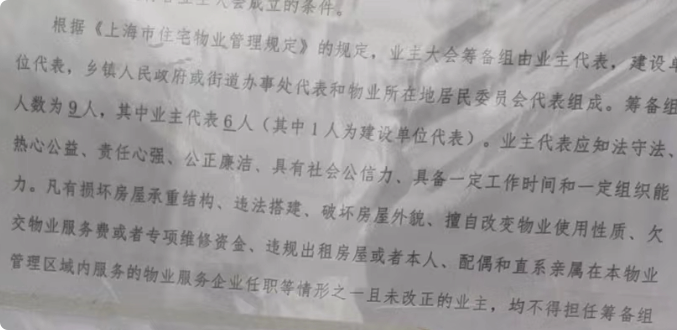 业主大会成立的条件。
根据《上海市住宅物业管理规定》的规定，业主大会筹备组由业主代表，建设单
位代表，乡镇人民政府或街道办事处代表和物业所在地居民委员会代表组成。筹备组
人数为9人，其中业主代表6人（其中1人为建设单位代表）。业主代表应知法守法、
热心公益、责任心强、公正廉洁、具有社会公信力、具备一定工作时间和一定组织能
力。凡有损坏房屋承重结构、违法搭建、破坏房屋外貌、擅自改变物业使用性质、欠
交物业服务费或者专项维修资金、违规出租房屋或者本人、配偶和直系亲属在本物业
管理区域内服务的物业服务企业任职等情形之一且未改正的业主，均不得担任筹备组